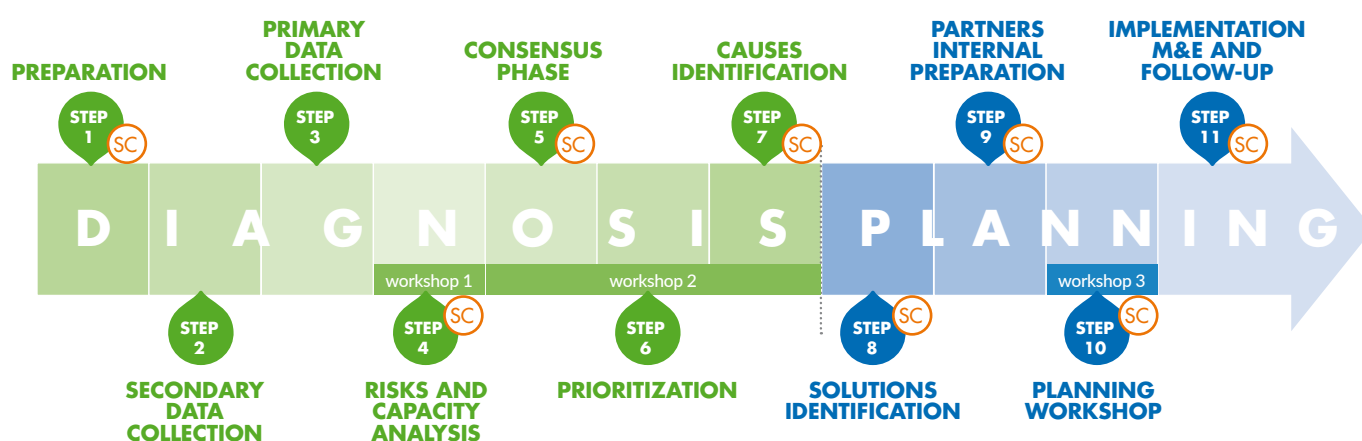 PREPARATION
STEP
1
SC
PRIMARY
DATA
COLLECTION
STEP
3
CONSENSUS
PHASE
STEP
5
SC
CAUSES
IDENTIFICATION
STEP
7
SC
PARTNERS
INTERNAL
PREPARATION
STEP
9
SC
IMPLEMENTATION
M&E AND
FOLLOW-UP
STEP
11
SC
DIAGNOSIS PLANNING
workshop 1
workshop 2
workshop 3
STEP
2
SECONDARY
DATA
COLLECTION
STEP
4
SC
RISKS AND
CAPACITY
ANALYSIS
STEP
6
PRIORITIZATION
STEP
8
SC
SOLUTIONS
IDENTIFICATION
STEP
10
SC
PLANNING
WORKSHOP